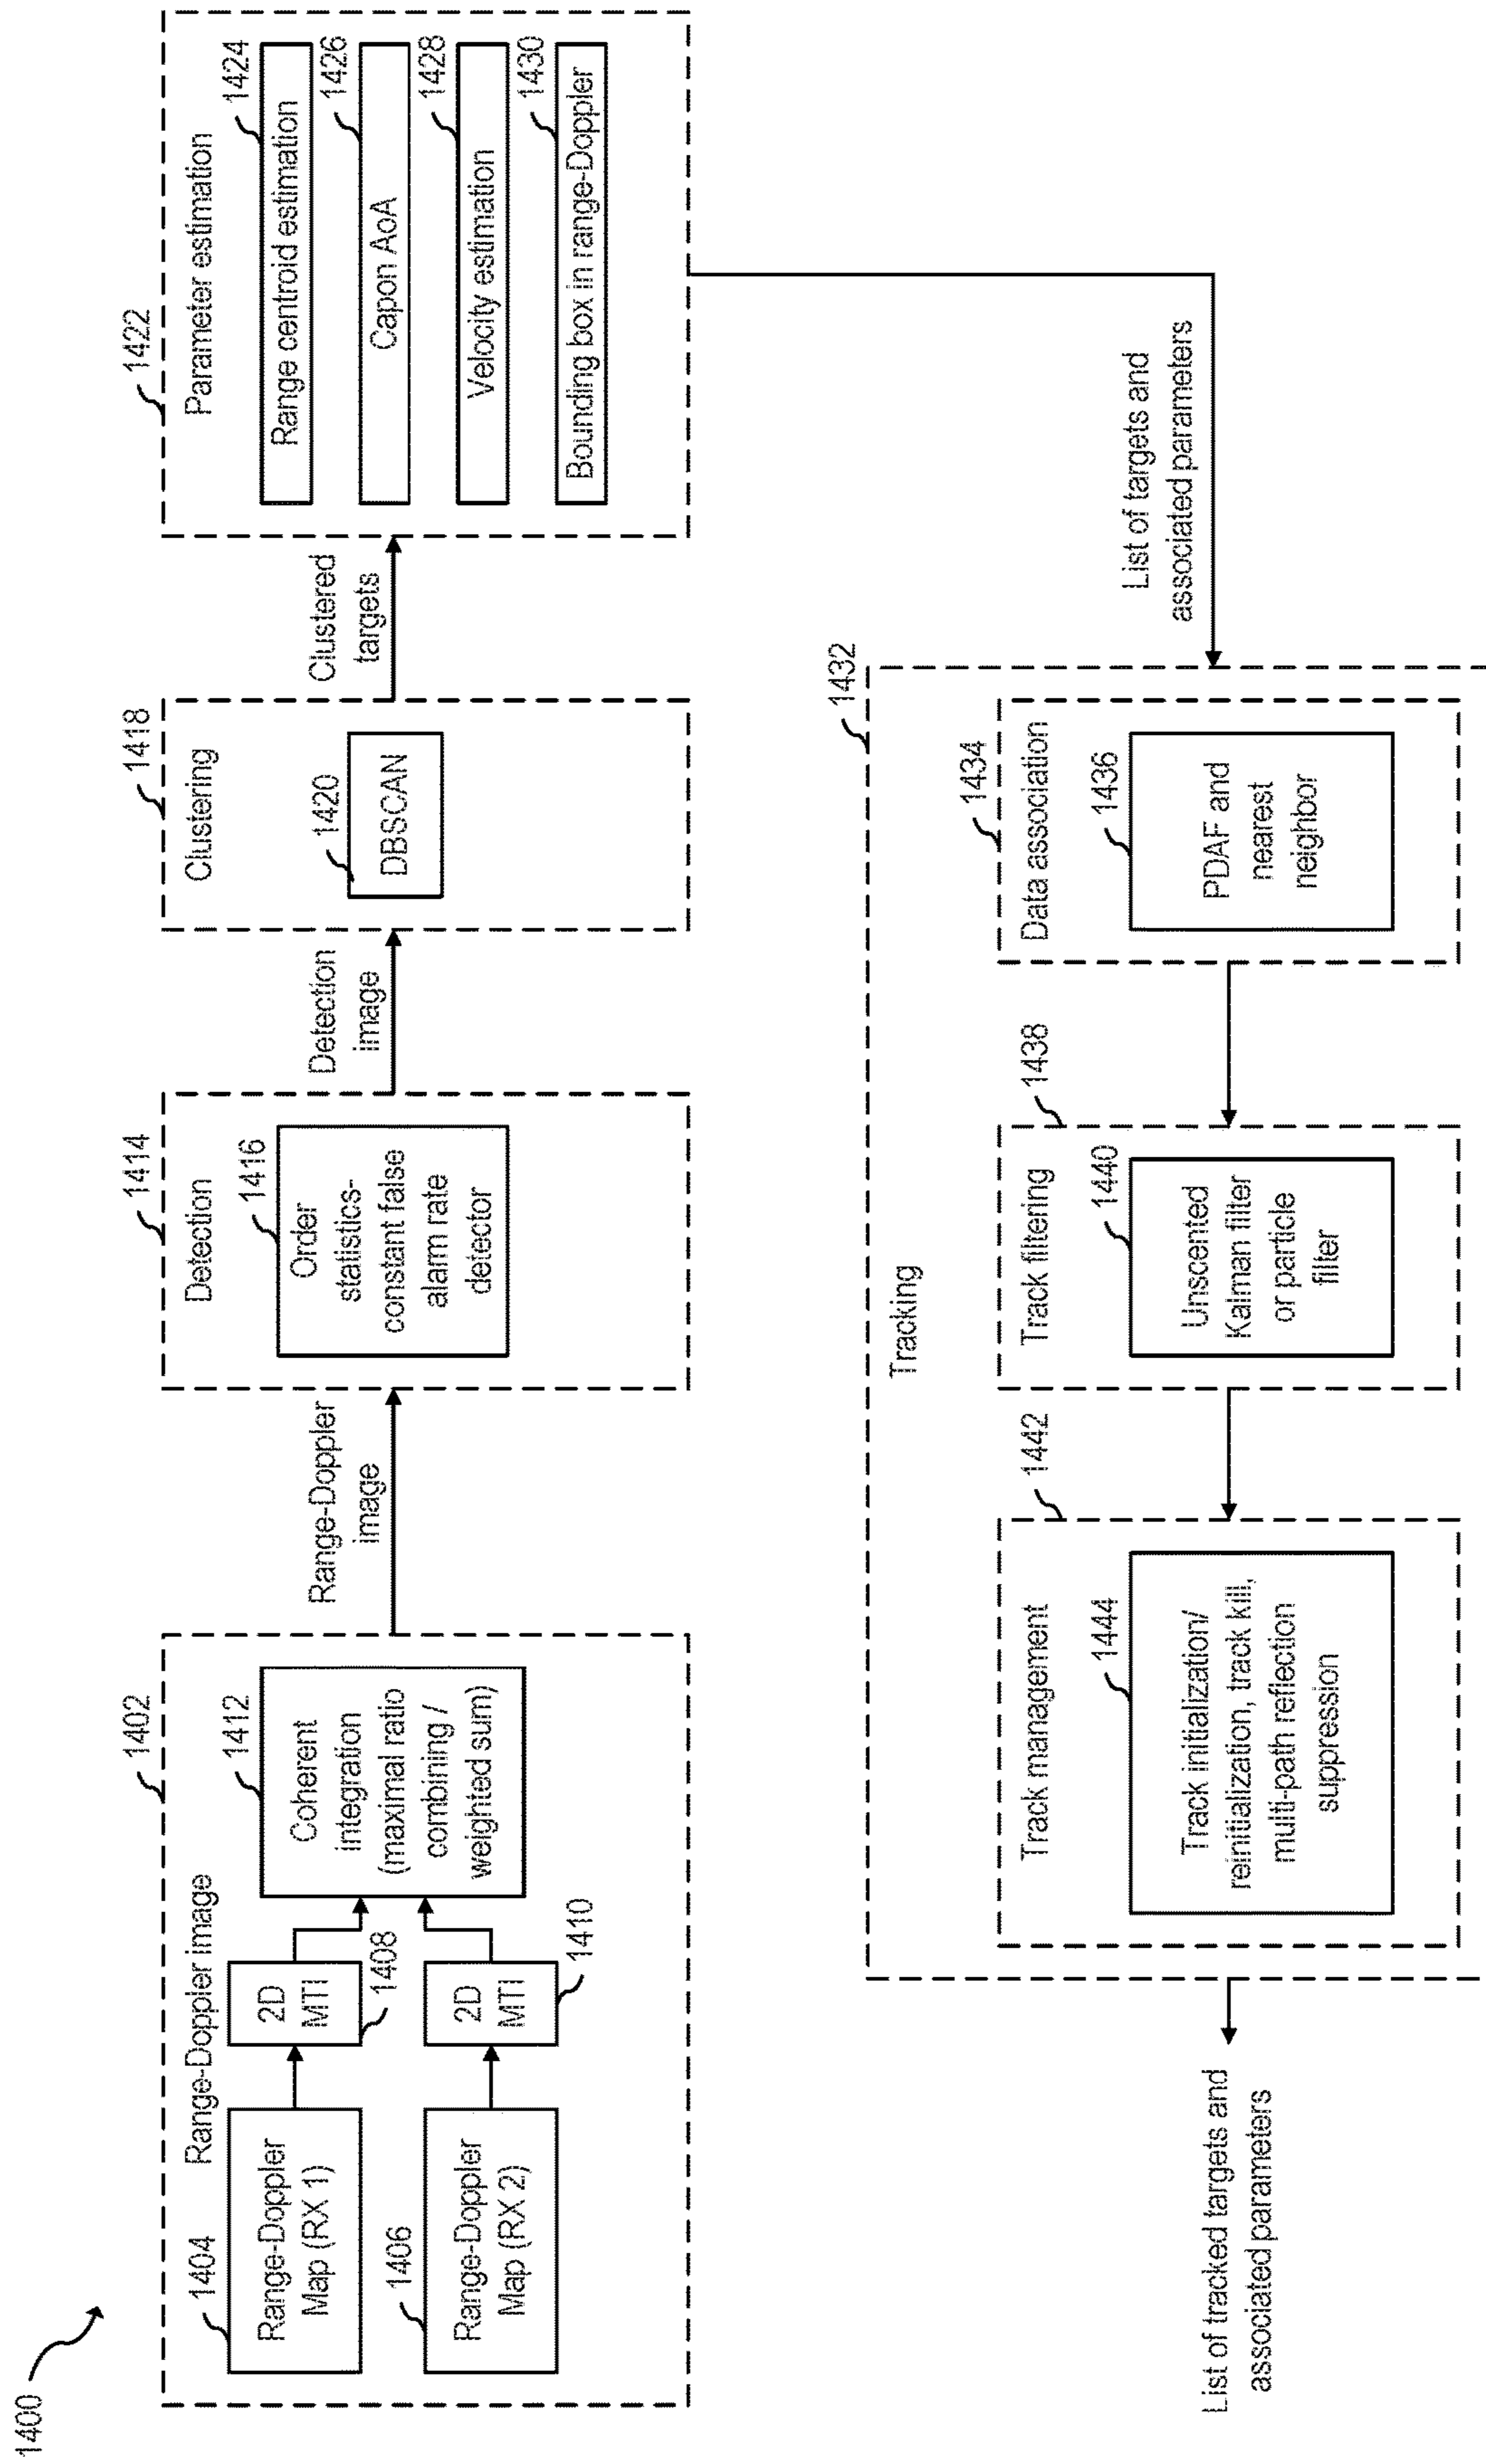 1400
1402
Range-Doppler image
1404
Range-Doppler
Map (RX 1)
2D
MTI
1408
1406
Range-Doppler
Map (RX 2)
2D
MTI
1410
1412
Coherent
integration
(maximal ratio
combining /
weighted sum)
Range-Doppler
image
1414
Detection
1416
Order
statistics-
constant false
alarm rate
detector
Detection
image
1418
Clustering
1420
DBSCAN
Clustered
targets
1422
Parameter estimation
1424
Range centroid estimation
1426
Capon AoA
1428
Velocity estimation
1430
Bounding box in range-Doppler
List of targets and
associated parameters
1432
Tracking
1434
Data association
1436
PDAF and
nearest
neighbor
1438
Track filtering
1440
Unscented
Kalman filter
or particle
filter
1442
Track management
1444
Track initialization/
reinitialization, track kill,
multi-path reflection
suppression
List of tracked targets and
associated parameters